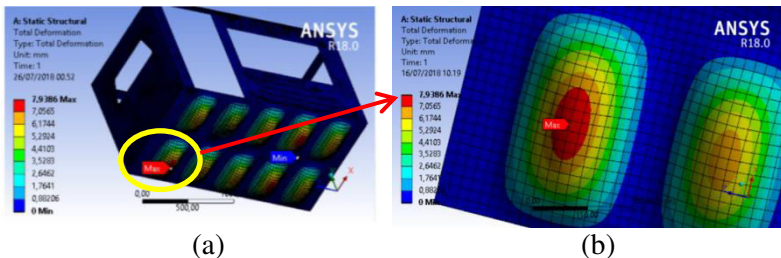 A: Static Structural
Total Deformation
Type: Total Deformation
Unit: mm
Time: 1
26/07/2018 00.52
7,9386 Max
7,0565
6,1744
5,2924
4,4103
3,5283
2,6462
1,7641
0,88206
0 Min
ANSYS
R18.0
Max
Min
X
0,00
500,00
(a)
A: Static Structural
Total Deformation
Type: Total Deformation
Unit: mm
Time: 1
16/07/2018 10.19
7,9386 Max
7,0565
6,1744
5,2924
4,4103
3,5283
2,6462
1,7641
0 Min
ANSYS
R18.0
Max
(b)